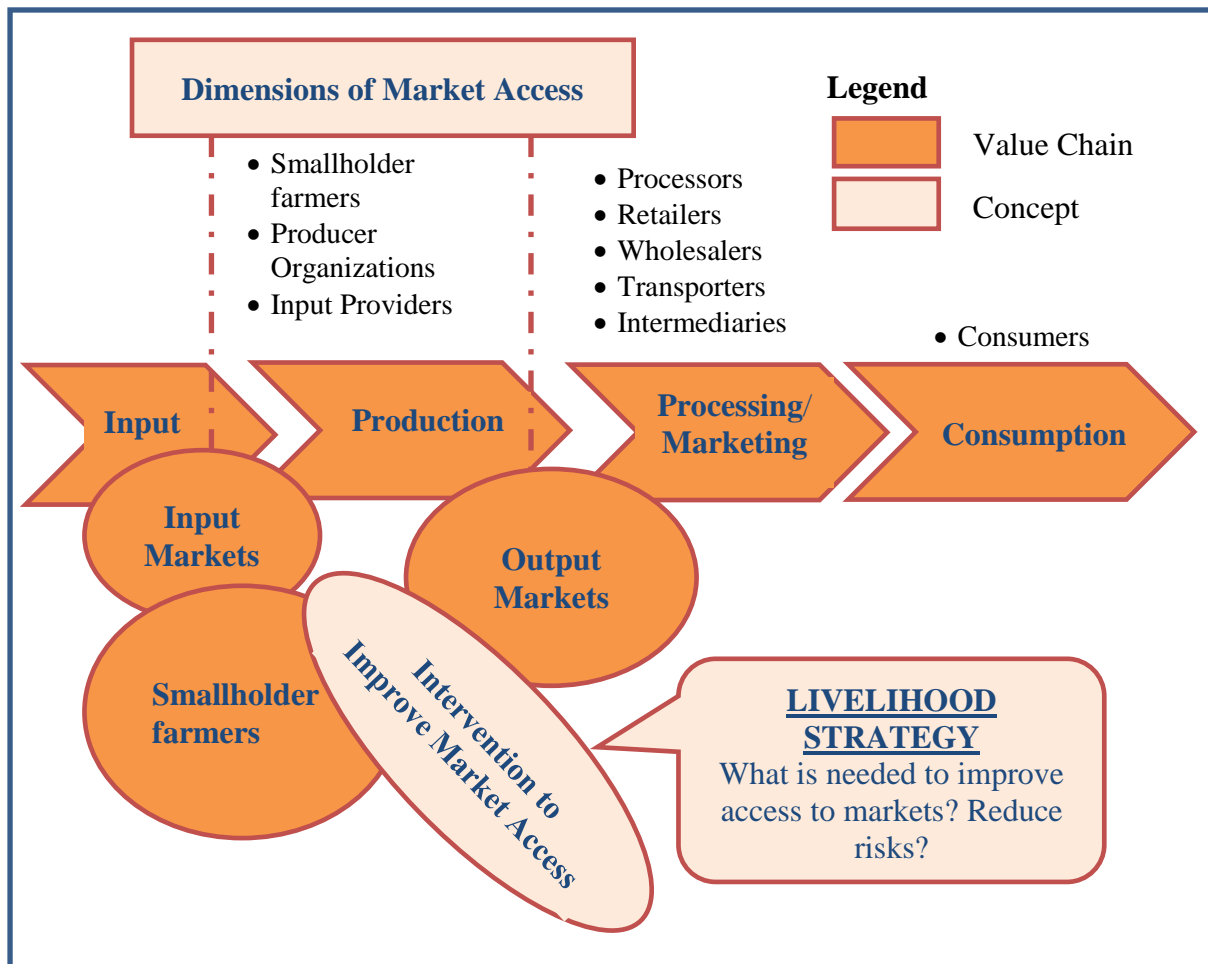 Dimensions of Market Access
Legend
Value Chain
Concept
• Smallholder
farmers
• Producer
Organizations
• Input Providers
• Processors
• Retailers
• Wholesalers
• Transporters
• Intermediaries
• Consumers
Input
Production
Processing/
Marketing
Consumption
Input
Markets
Output
Markets
Smallholder
farmers
Intervention to
Improve Market Access
LIVELIHOOD
STRATEGY
What is needed to improve
access to markets? Reduce
risks?